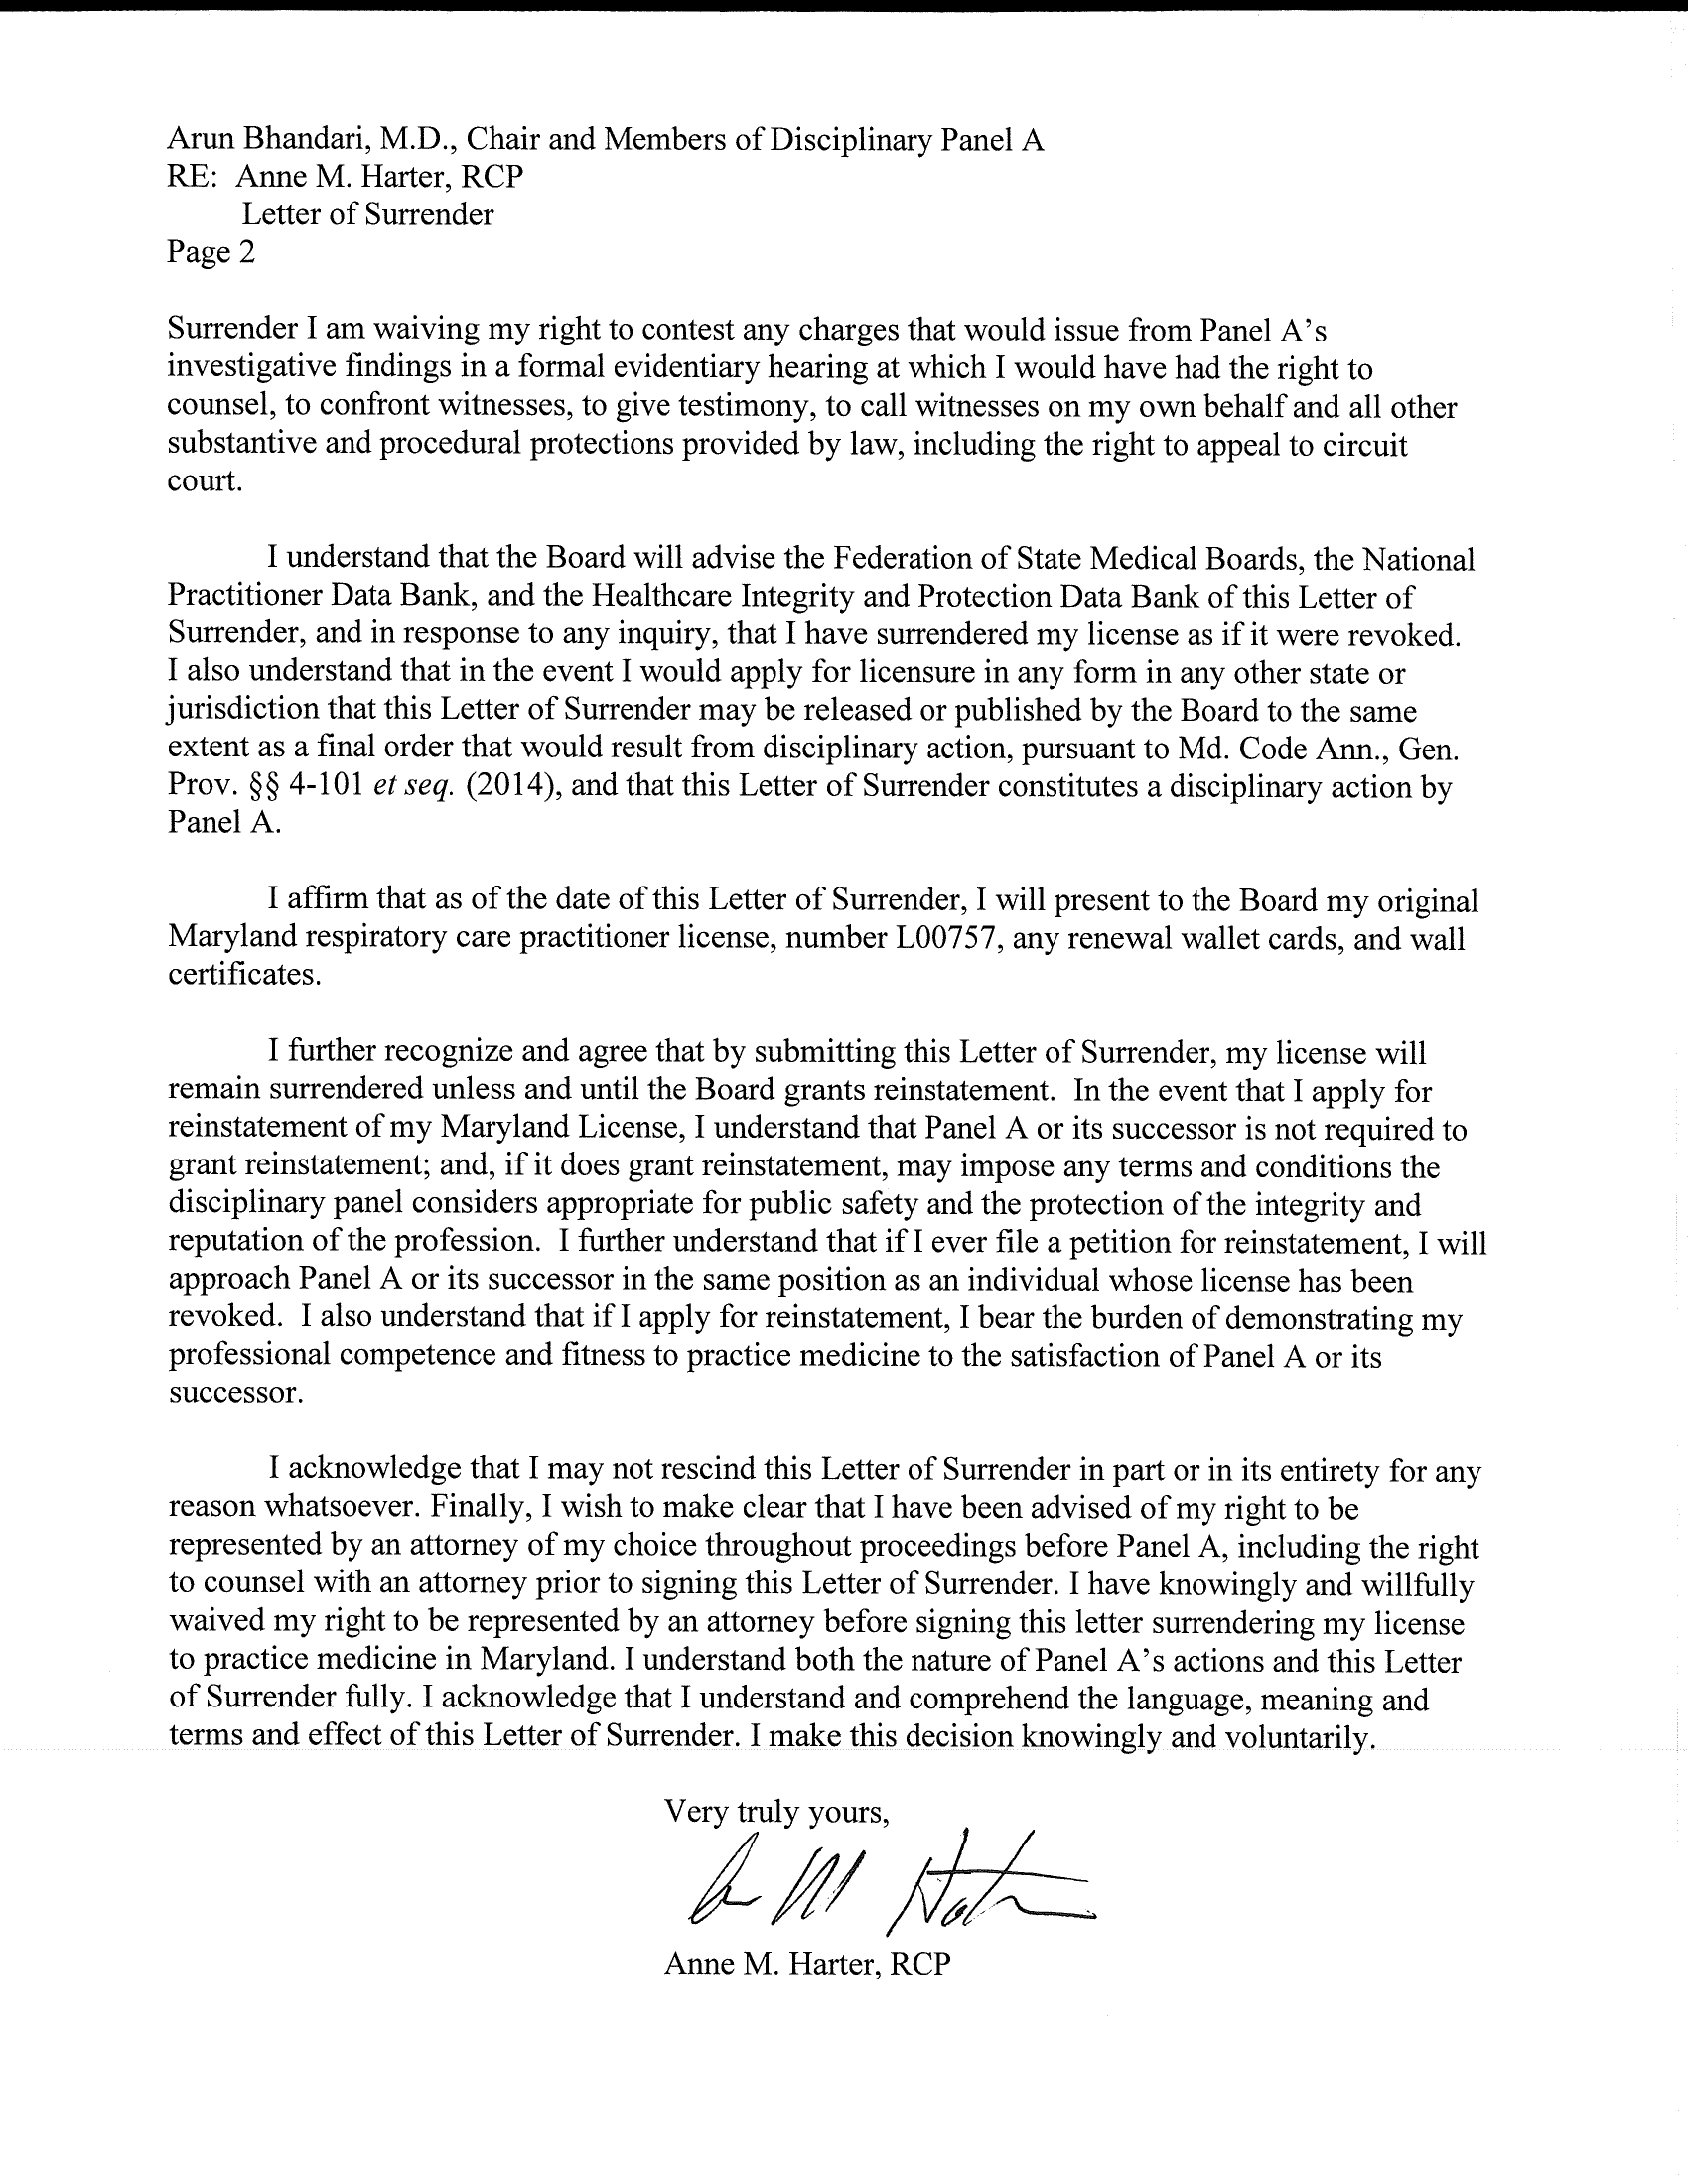 Arun Bhandari, M.D., Chair and Members of Disciplinary Panel A
RE: Anne M. Harter, RCP
Letter of Surrender
Page 2
Surrender I am waiving my right to contest any charges that would issue from Panel A's
investigative findings in a formal evidentiary hearing at which I would have had the right to
counsel, to confront witnesses, to give testimony, to call witnesses on my own behalf and all other
substantive and procedural protections provided by law, including the right to appeal to circuit
court.
I understand that the Board will advise the Federation of State Medical Boards, the National
Practitioner Data Bank, and the Healthcare Integrity and Protection Data Bank of this Letter of
Surrender, and in response to any inquiry, that I have surrendered my license as if it were revoked.
I also understand that in the event I would apply for licensure in any form in any other state or
jurisdiction that this Letter of Surrender may be released or published by the Board to the same
extent as a final order that would result from disciplinary action, pursuant to Md. Code Ann., Gen.
Prov. §§ 4-101 et seq. (2014), and that this Letter of Surrender constitutes a disciplinary action by
Panel A.
I affirm that as of the date of this Letter of Surrender, I will present to the Board my original
Maryland respiratory care practitioner license, number L00757, any renewal wallet cards, and wall
certificates.
I further recognize and agree that by submitting this Letter of Surrender, my license will
remain surrendered unless and until the Board grants reinstatement. In the event that I apply for
reinstatement of my Maryland License, I understand that Panel A or its successor is not required to
grant reinstatement; and, if it does grant reinstatement, may impose any terms and conditions the
disciplinary panel considers appropriate for public safety and the protection of the integrity and
reputation of the profession. I further understand that if I ever file a petition for reinstatement, I will
approach Panel A or its successor in the same position as an individual whose license has been
revoked. I also understand that if I apply for reinstatement, I bear the burden of demonstrating my
professional competence and fitness to practice medicine to the satisfaction of Panel A or its
successor.
I acknowledge that I may not rescind this Letter of Surrender in part or in its entirety for any
reason whatsoever. Finally, I wish to make clear that I have been advised of my right to be
represented by an attorney of my choice throughout proceedings before Panel A, including the right
to counsel with an attorney prior to signing this Letter of Surrender. I have knowingly and willfully
waived my right to be represented by an attorney before signing this letter surrendering my license
to practice medicine in Maryland. I understand both the nature of Panel A's actions and this Letter
of Surrender fully. I acknowledge that I understand and comprehend the language, meaning and
terms and effect of this Letter of Surrender. I make this decision knowingly and voluntarily.
Very truly yours,
Anne M. Harter, RCP